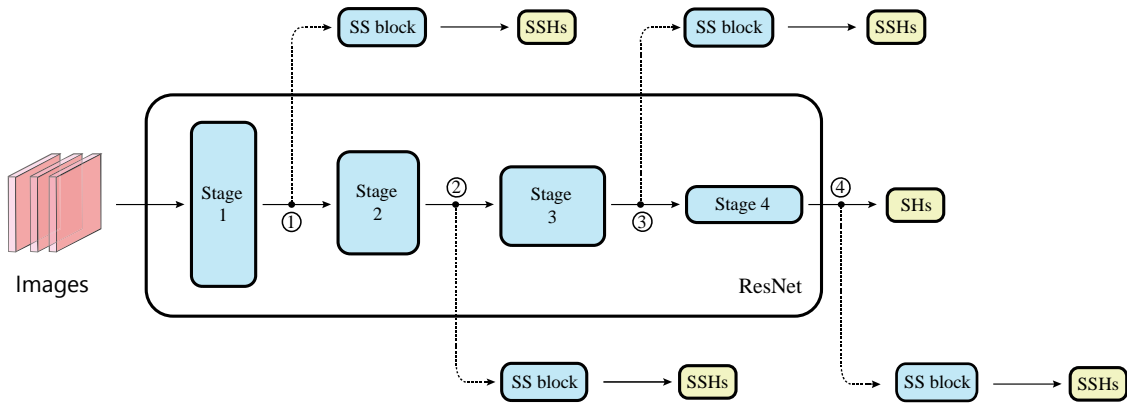 SS block
SSHs
SS block
SSHs
Stage
1
①
Stage
2
②
Stage
3
③
Stage 4
④
SHs
Images
ResNet
SS block
SSHs
SS block
SSHs